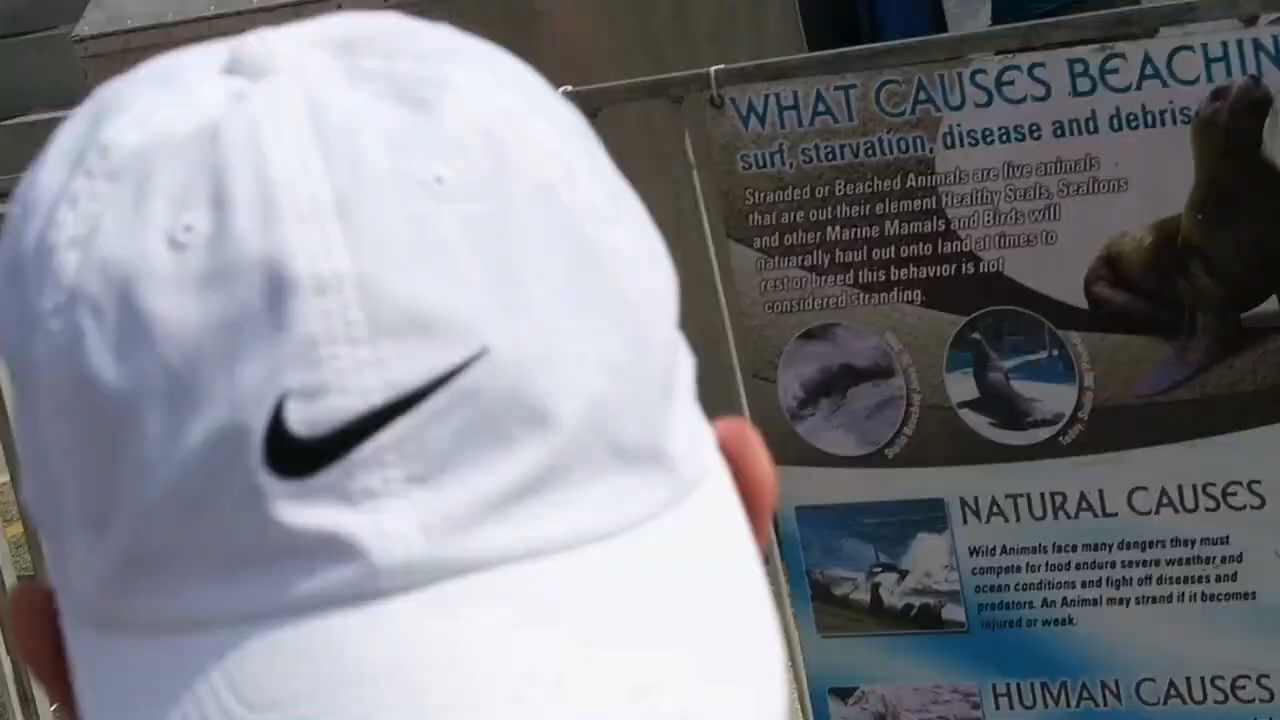 WHAT CAUSES BEACHIN
surf, starvation, disease and debris
Stranded or Beached Animals are live animals
that are out their element Healthy Seals, Sealions
and other Marine Mamals and Birds will
natuarally haul out onto land at times to
rest or breed this behavior is not
considered stranding.
NATURAL CAUSES
Wild Animals face many dangers they must
compete for food endure severe weather and
ocean conditions and fight off diseases and
predators. An Animal may strand if it becomes
injured or weak.
HUMAN CAUSES